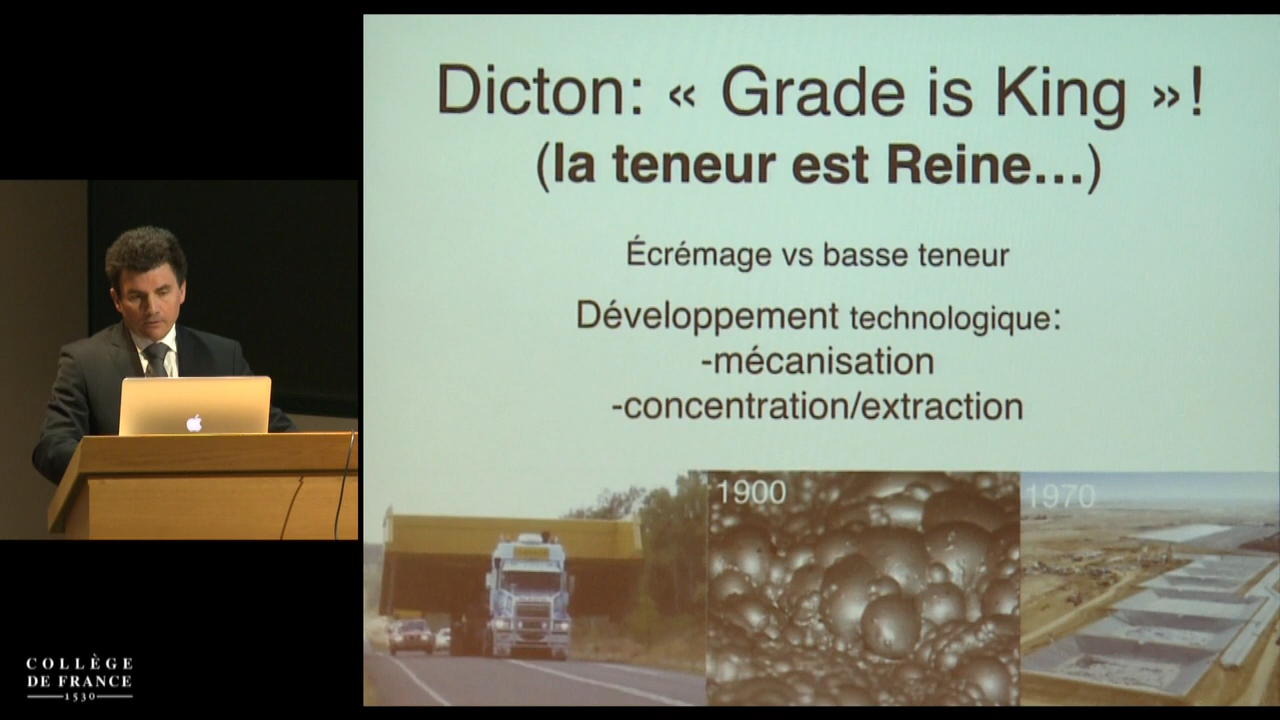 Dicton: « Grade is King »!
(la teneur est Reine...)
Écrémage vs basse teneur
Développement technologique:
-mécanisation
-concentration/extraction
1900
1970
COLLÈGE
DE FRANCE
1530